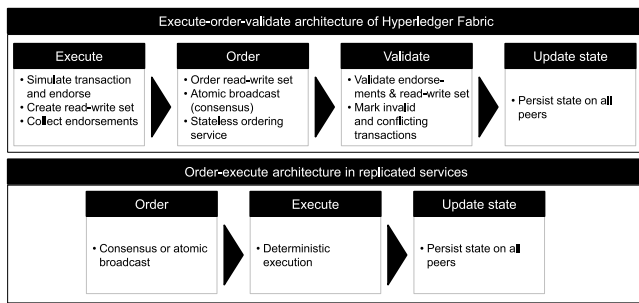 Execute-order-validate architecture of Hyperledger Fabric
Execute
• Simulate transaction
and endorse
• Create read-write set
• Collect endorsements
Order
• Order read-write set
• Atomic broadcast
(consensus)
• Stateless ordering
service
Validate
• Validate endorse-
ments & read-write set
• Mark invalid
and conflicting
transactions
Update state
• Persist state on all
peers
Order-execute architecture in replicated services
Order
• Consensus or atomic
broadcast
Execute
• Deterministic
execution
Update state
• Persist state on all
peers